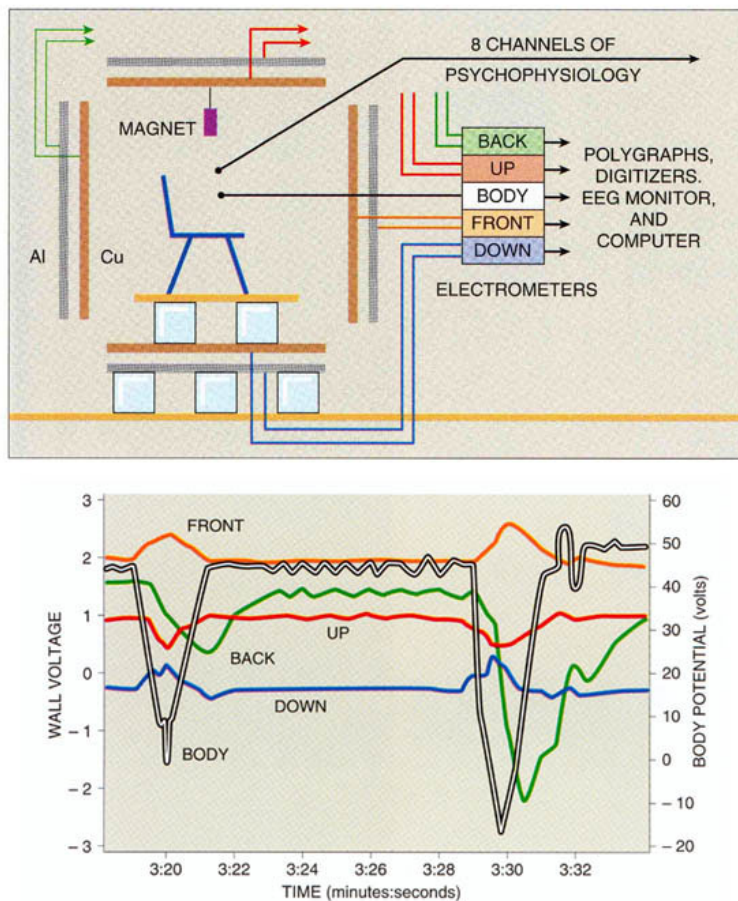 8 CHANNELS OF
PSYCHOPHYSIOLOGY
MAGNET
BACK
UP
BODY
FRONT
DOWN
POLYGRAPHS,
DIGITIZERS.
EEG MONITOR,
AND
COMPUTER
Al
Cu
ELECTROMETERS
3
2
1
0
–1
–2
–3
WALL VOLTAGE
FRONT
UP
BACK
DOWN
BODY
60
50
40
30
20
10
0
–10
–20
BODY POTENTIAL (volts)
3:20
3:22
3:24
3:26
3:28
3:30
3:32
TIME (minutes:seconds)